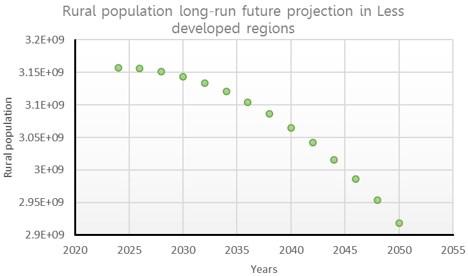 Rural population long-run future projection in Less
developed regions
3.2E+09
3.15E+09
3.1E+09
3.05E+09
3E+09
2.95E+09
2.9E+09
Rural population
2020 2025 2030 2035 2040 2045 2050 2055
Years